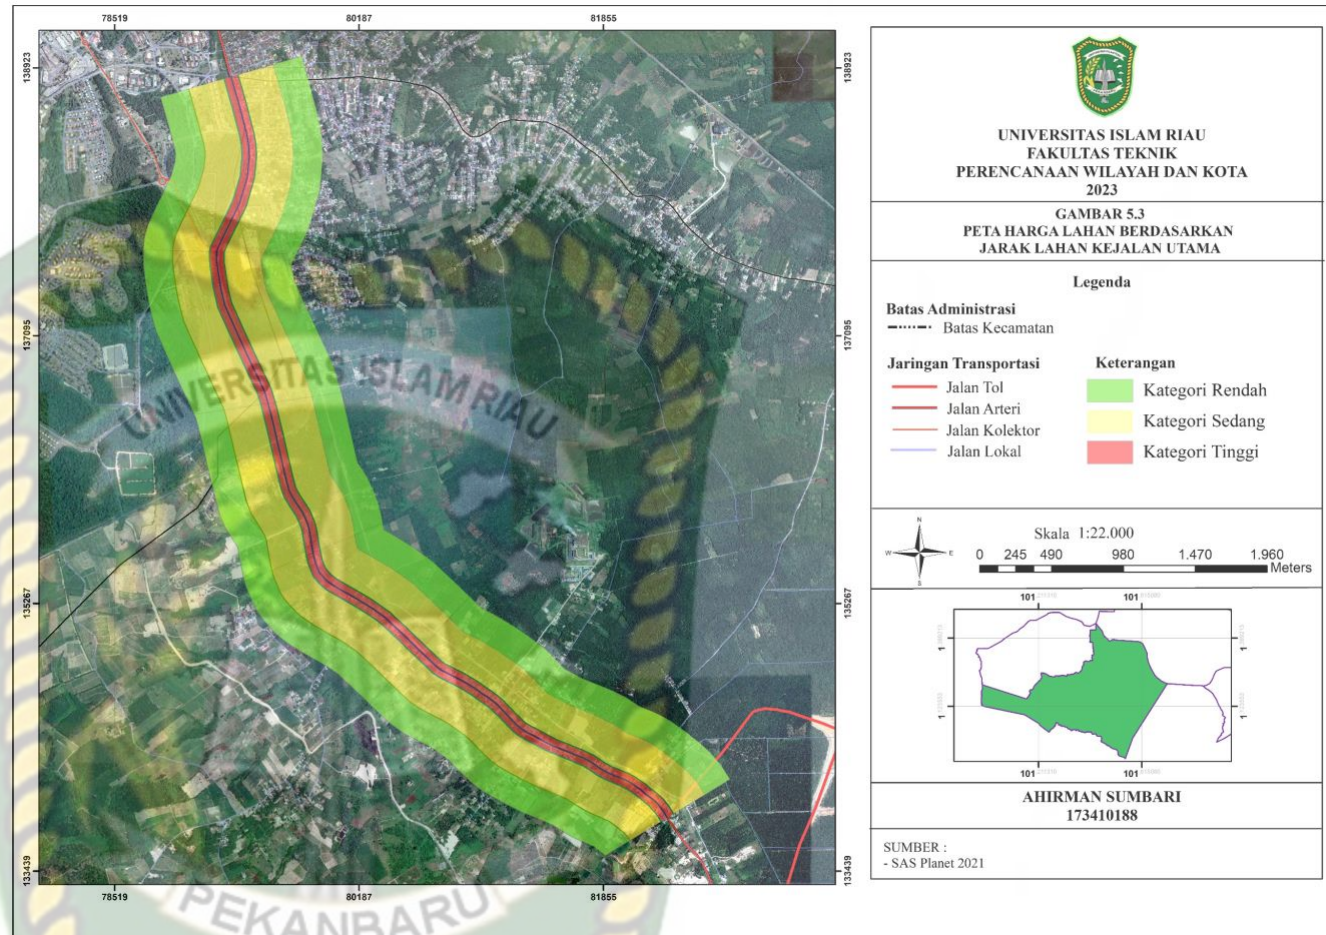 78519
80187
81855
138923
137095
135267
133439
138923
137095
135267
133439
78519
80187
81855
UNIVERSITAS ISLAM RIAU
PEKANBARU
UNIVERSITAS ISLAM RIAU
FAKULTAS TEKNIK
PERENCANAAN WILAYAH DAN KOTA
2023
GAMBAR 5.3
PETA HARGA LAHAN BERDASARKAN
JARAK LAHAN KEJALAN UTAMA
Legenda
Batas Administrasi
Batas Kecamatan
Jaringan Transportasi
Jalan Tol
Jalan Arteri
Jalan Kolektor
Jalan Lokal
Keterangan
Kategori Rendah
Kategori Sedang
Kategori Tinggi
N
W
E
S
Skala 1:22.000
0 245 490 980 1.470 1.960
Meters
101
101
1
1
1
1
101
101
AHIRMAN SUMBARI
173410188
SUMBER :
- SAS Planet 2021